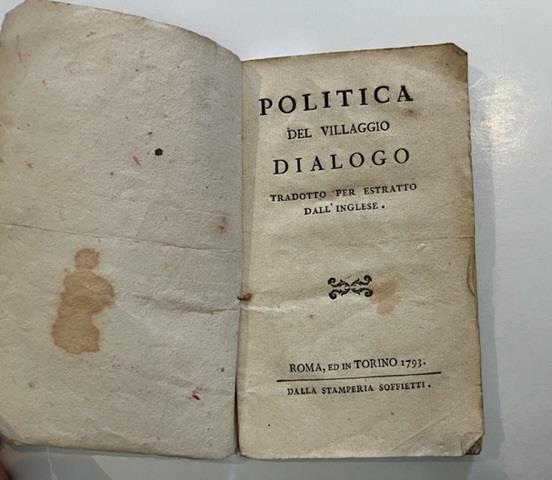 POLITICA
DEL VILLAGGIO
DIALOGO
TRADOTTO PER ESTRATTO
DALL' INGLESE.
ROMA, ED IN TORINO 1793.
DALLA STAMPERIA SOFFIETTI.